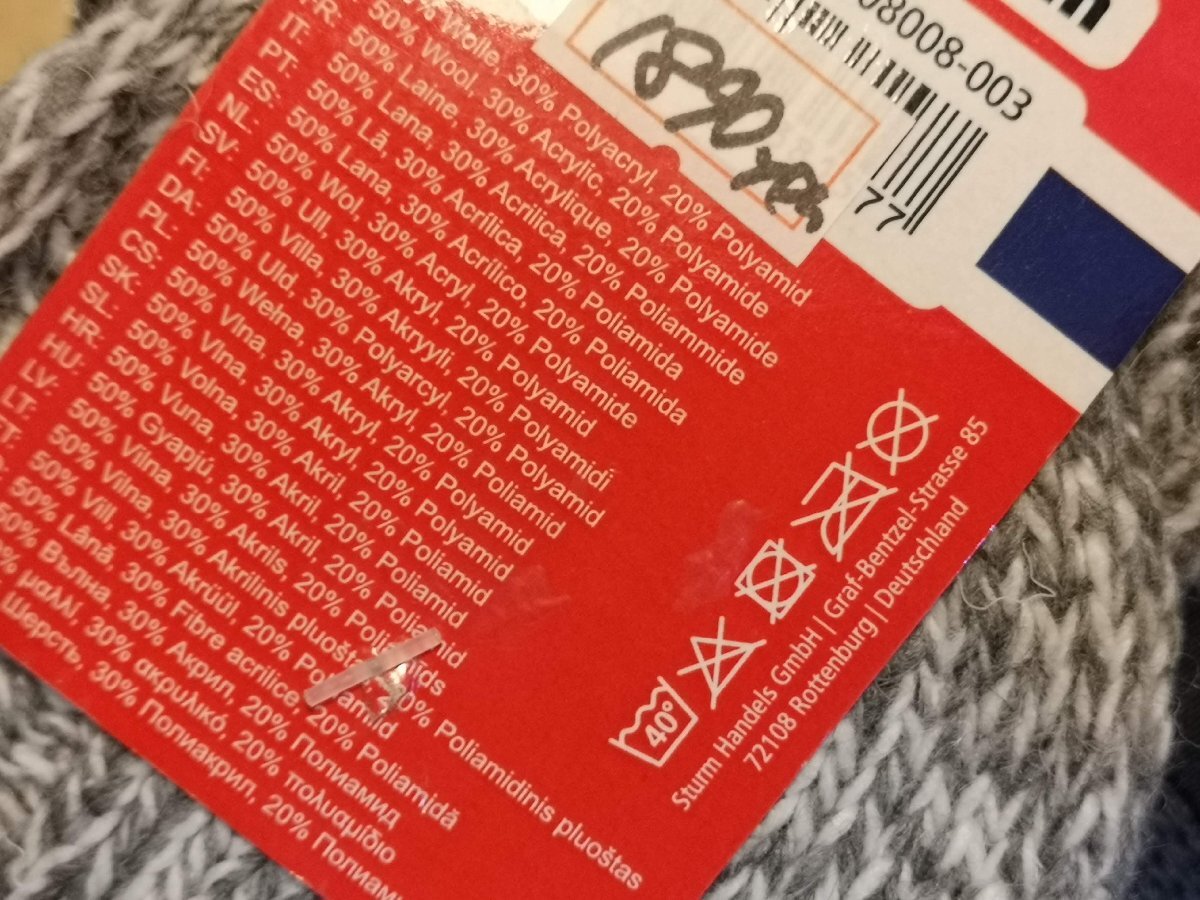 08008-003
77
1890 Ft
Wolle, 30% Polyacryl, 20% Polyamid
50% Wool, 30% Acrylic, 20% Polyamide
FR: 50% Laine, 30% Acrylique, 20% Polyamide
IT: 50% Lana, 30% Acrilica, 20% Poliammide
PT: 50% Lã, 30% Acrílica, 20% Poliamida
ES: 50% Lana, 30% Acrílico, 20% Poliamida
NL: 50% Wol, 30% Acryl, 20% Polyamide
SV: 50% Ull, 30% Akryl, 20% Polyamid
FI: 50% Villa, 30% Akryyli, 20% Polyamidi
DA: 50% Uld, 30% Polyarcyl, 20% Polyamid
PL: 50% Wełna, 30% Akryl, 20% Poliamid
CS: 50% Vlna, 30% Akryl, 20% Polyamid
SK: 50% Vlna, 30% Akryl, 20% Polyamid
SL: 50% Volna, 30% Akril, 20% Poliamid
HR: 50% Vuna, 30% Akril, 20% Poliamid
HU: 50% Gyapjú, 30% Akril, 20% Poliamid
LV: 50% Vilna, 30% Akrils, 20%
LT: 50% Vilna, 30% Akrilinis 20% Poliamidinis pluoštas
50% Vill, 30% Akrüül, 20%
50% Lână, 30% Fibre acrilice 20% Poliamidă
50% Вълна, 30% Акрил, 20% Полиамид
μαλλί, 30% ακρυλικό, 20% πολυαμίδιο
Шерсть, 30% Полиакрил, 20%
40°
Sturm Handels GmbH | Graf-Bentzel-Strasse 85
72108 Rottenburg | Deutschland